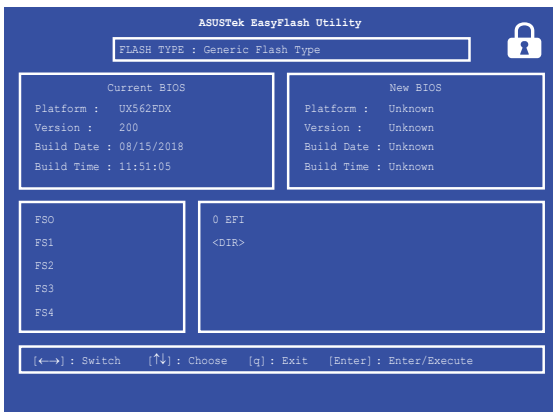 ASUSTek EasyFlash Utility
FLASH TYPE : Generic Flash Type
Current BIOS
Platform : UX562FDX
Version : 200
Build Date : 08/15/2018
Build Time : 11:51:05
New BIOS
Platform : Unknown
Version : Unknown
Build Date : Unknown
Build Time : Unknown
FS0
FS1
FS2
FS3
FS4
0 EFI
<DIR>
[←→] : Switch [↑↓] : Choose [q] : Exit [Enter] : Enter/Execute